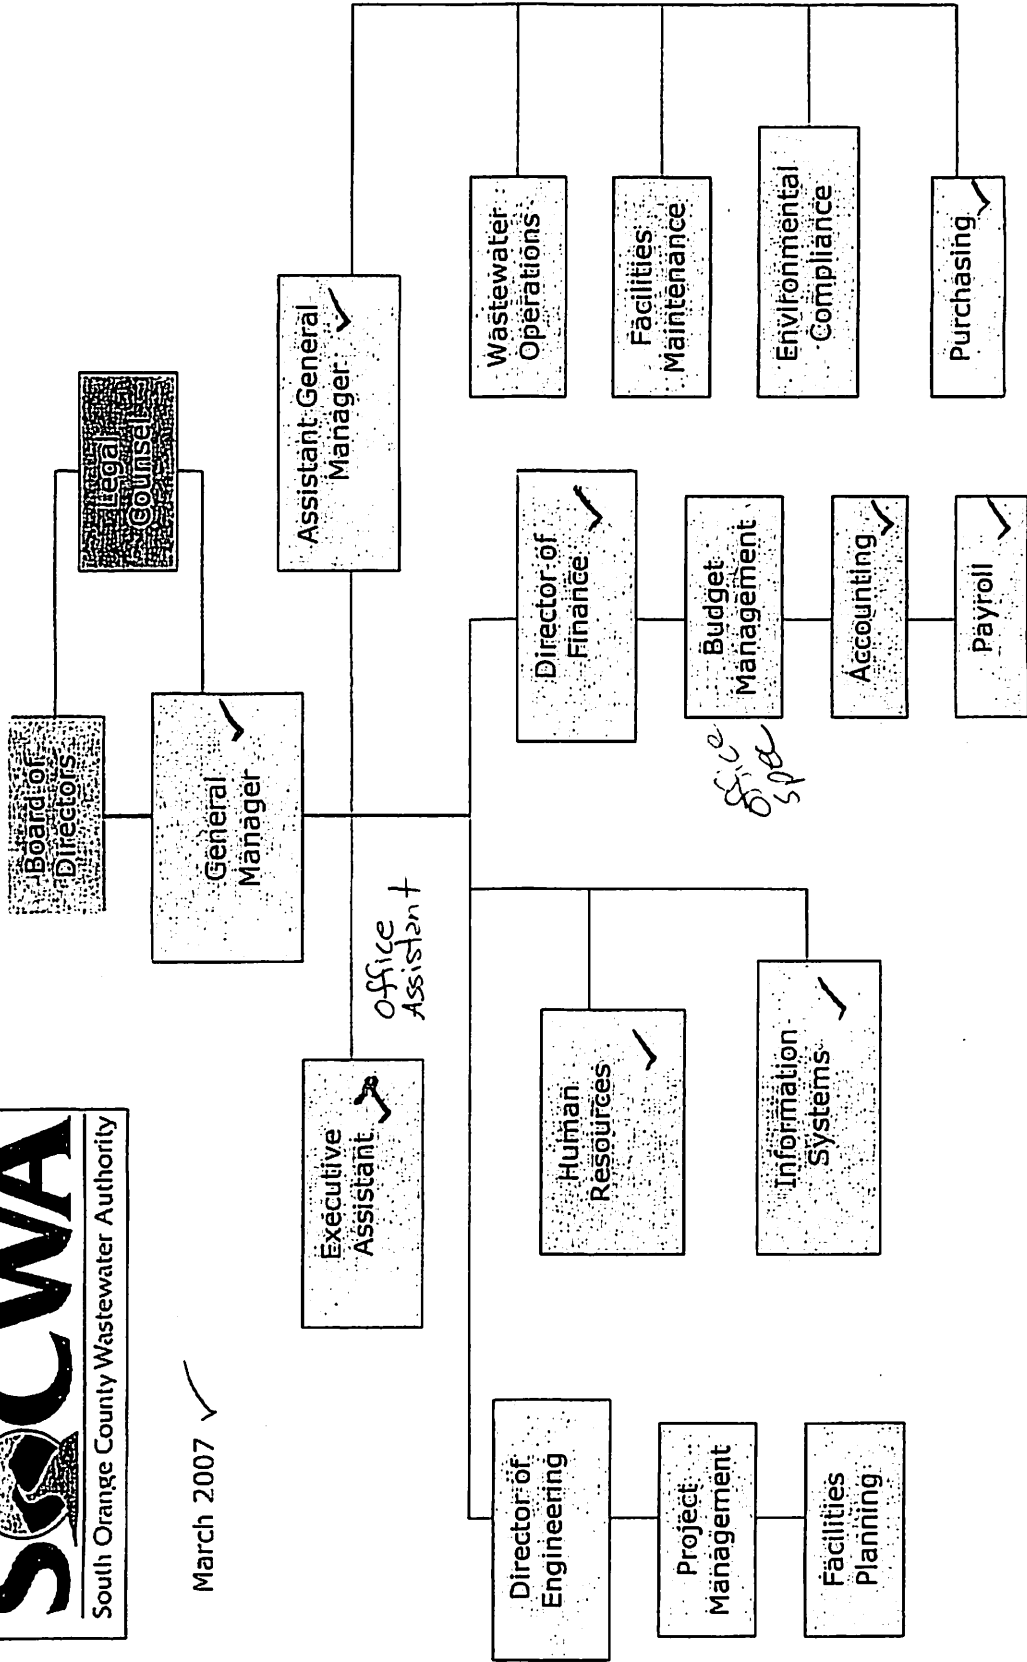 SOCWA
South Orange County Wastewater Authority
March 2007
Board of
Directors
Legal
Counsel
General
Manager
Executive
Assistant
Office
Assistant
Assistant General
Manager
Director of
Engineering
Project
Management
Facilities
Planning
Human
Resources
Information
Systems
Director of
Finance
Budget
Management
Office
Accounting
Payroll
Wastewater
Operations
Facilities
Maintenance
Environmental
Compliance
Purchasing